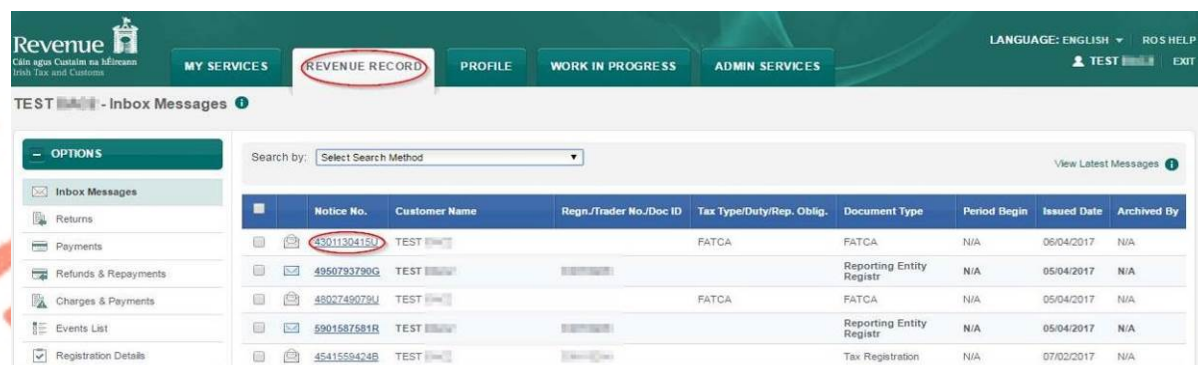 Revenue
Cáin agus Custaim na hÉireann
Irish Tax and Customs
LANGUAGE: ENGLISH ROS HELP
MY SERVICES REVENUE RECORD PROFILE WORK IN PROGRESS ADMIN SERVICES
TEST EXIT
TEST - Inbox Messages
OPTIONS
Search by: Select Search Method
View Latest Messages
Inbox Messages
Returns
Payments
Refunds & Repayments
Charges & Payments
Events List
Registration Details
Notice No. Customer Name Regn./Trader No./Doc ID Tax Type/Duty/Rep. Oblig. Document Type Period Begin Issued Date Archived By
4301130415U TEST FATCA FATCA N/A 06/04/2017 N/A
4950793790G TEST Reporting Entity Registr N/A 05/04/2017 N/A
4802749079U TEST FATCA FATCA N/A 05/04/2017 N/A
5901587581R TEST Reporting Entity Registr N/A 05/04/2017 N/A
4541559424B TEST Tax Registration N/A 07/02/2017 N/A